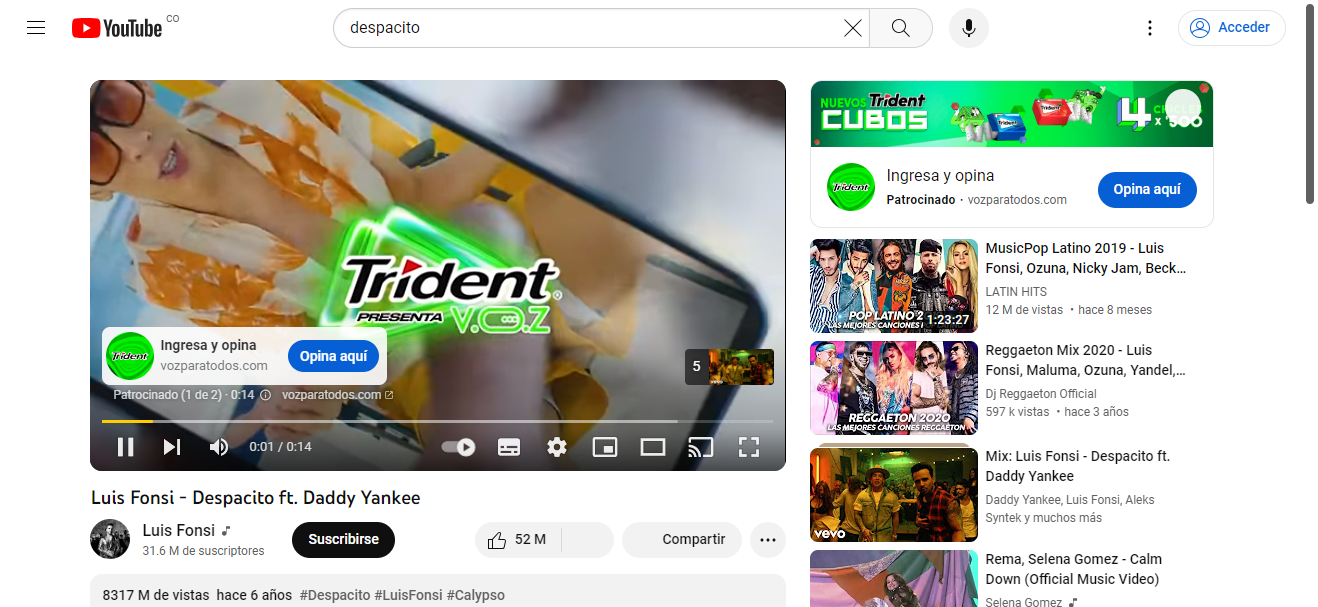 YouTube CO
despacito
Acceder
Trident
PRESENTA V.O.Z
Trident
Ingresa y opina
vozparatodos.com
Opina aquí
5
Patrocinado (1 de 2) · 0:14
vozparatodos.com
0:01 / 0:14
Luis Fonsi - Despacito ft. Daddy Yankee
Luis Fonsi
31.6 M de suscriptores
Suscribirse
52 M
Compartir
8317 M de vistas hace 6 años #Despacito #LuisFonsi #Calypso
NUEVOS Trident
CUBOS
4
x $500
Trident
Ingresa y opina
Patrocinado · vozparatodos.com
Opina aquí
POP LATINO 2
LAS MEJORES CANCIONES
1:23:27
MusicPop Latino 2019 - Luis
Fonsi, Ozuna, Nicky Jam, Beck...
LATIN HITS
12 M de vistas • hace 8 meses
REGGAETON 2020
LAS MEJORES CANCIONES REGGAETON
Reggaeton Mix 2020 - Luis
Fonsi, Maluma, Ozuna, Yandel,...
Dj Reggaeton Official
597 k vistas • hace 3 años
vevo
Mix: Luis Fonsi - Despacito ft.
Daddy Yankee
Daddy Yankee, Luis Fonsi, Aleks
Syntek y muchos más
Rema, Selena Gomez - Calm
Down (Official Music Video)
Selena Gomez